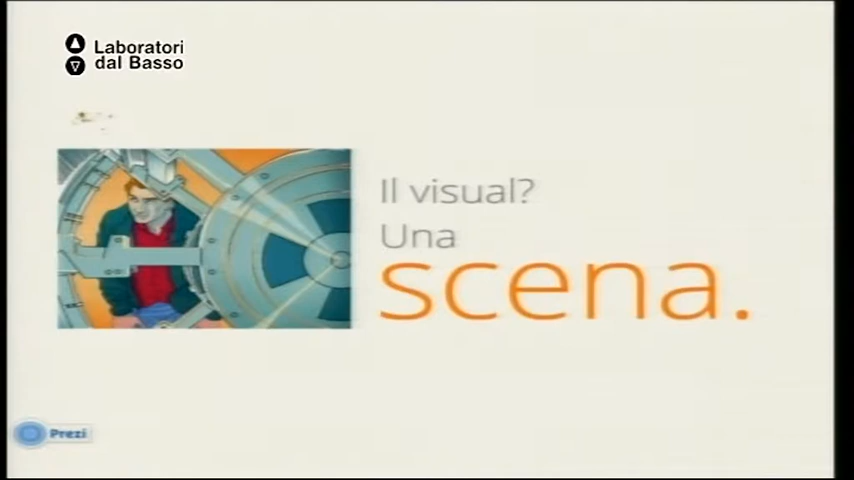 Laboratori
dal Basso
Il visual?
Una
scena.
Prezi